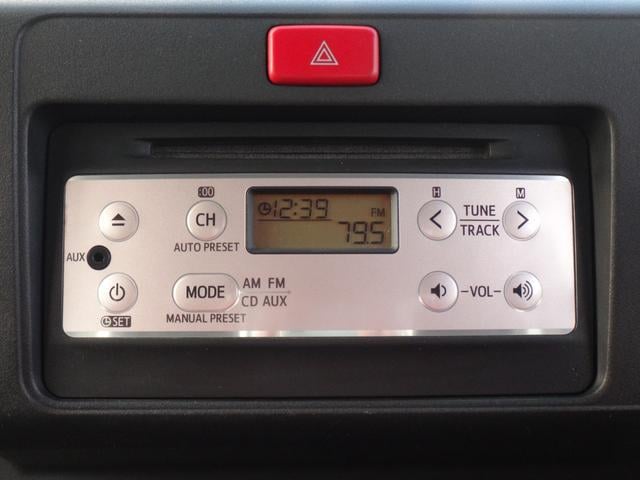 :00
H
M
12:39
FM
79.5
CH
TUNE
TRACK
AUTO PRESET
AUX
MODE
AM FM
CD AUX
-VOL-
SET
MANUAL PRESET